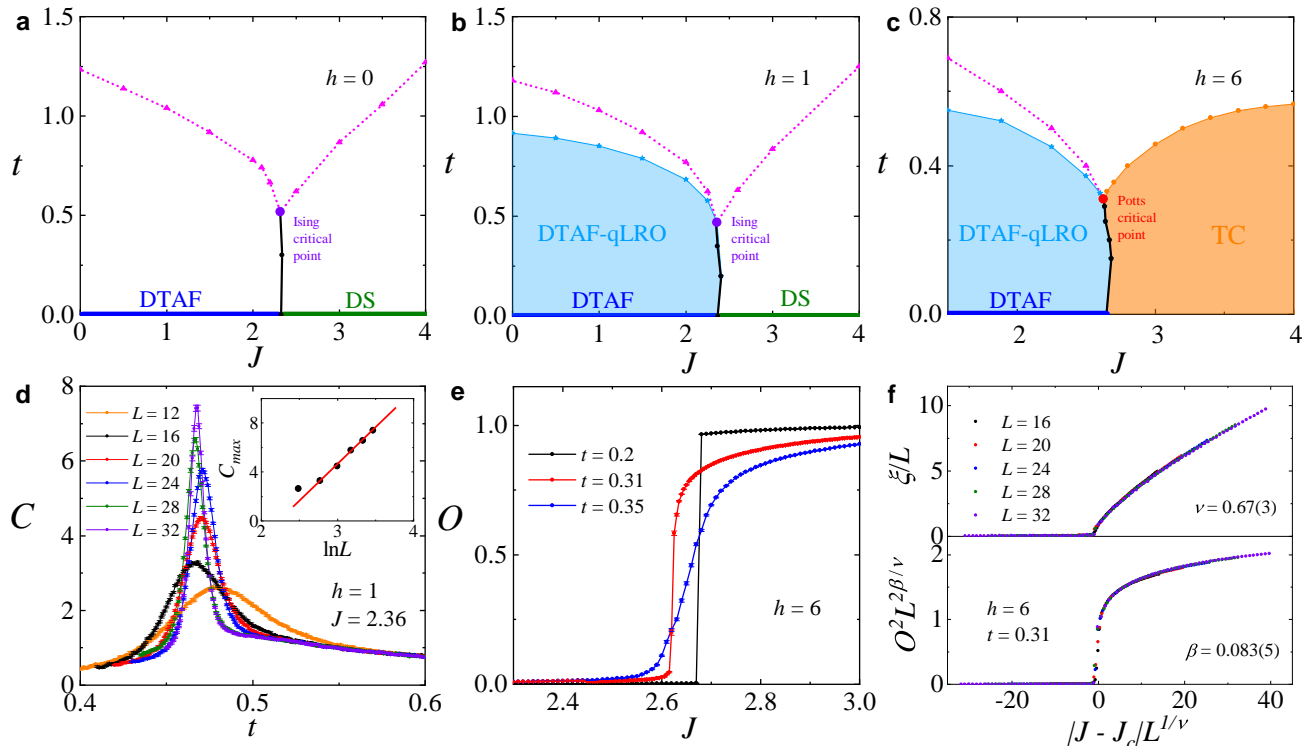 a
1.5
1.0
t
0.5
0.0
h = 0
Ising
critical
point
DTAF
DS
0
1
2
3
4
J
b
1.5
1.0
t
0.5
0.0
h = 1
DTAF-qLRO
Ising
critical
point
DTAF
DS
0
1
2
3
4
J
c
0.8
t
0.4
0.0
h = 6
DTAF-qLRO
Potts
critical
point
TC
DTAF
2
3
4
J
d
8
7
6
5
C
4
3
2
1
0
L = 12
L = 16
L = 20
L = 24
L = 28
L = 32
C_max
8
4
0
2
3
4
lnL
h = 1
J = 2.36
0.4
0.5
0.6
t
e
1.0
O
0.5
0.0
t = 0.2
t = 0.31
t = 0.35
h = 6
2.4
2.6
2.8
3.0
J
f
10
ξ/L
5
0
L = 16
L = 20
L = 24
L = 28
L = 32
ν = 0.67(3)
2
O²L^{2β/ν}
1
0
h = 6
t = 0.31
β = 0.083(5)
-20
0
20
40
|J - J_c|L^{1/ν}